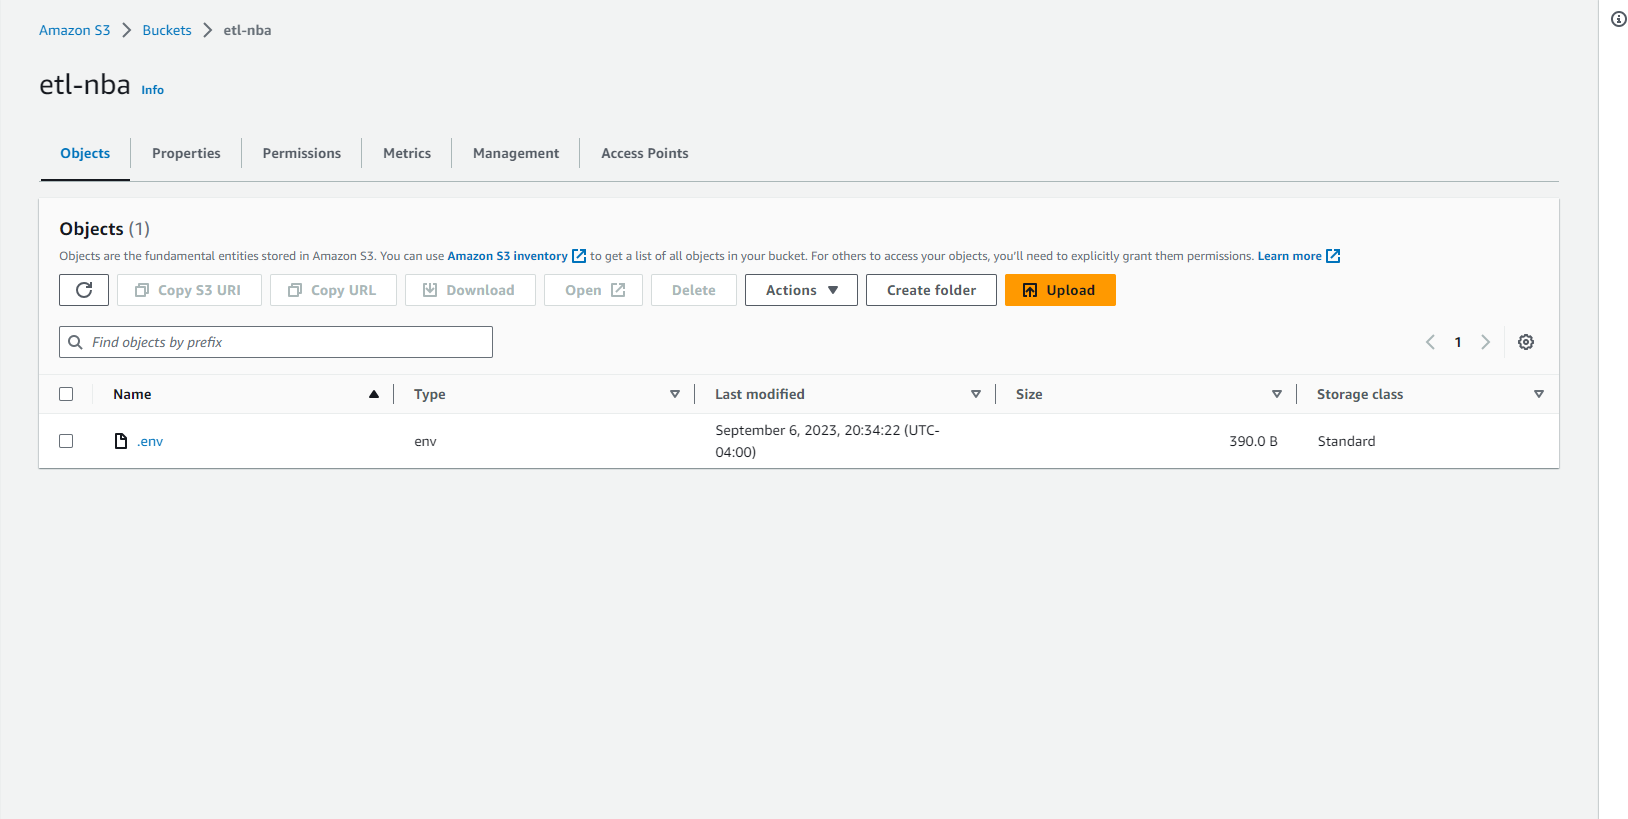 Amazon S3 Buckets etl-nba
etl-nba Info
Objects Properties Permissions Metrics Management Access Points
Objects (1)
Objects are the fundamental entities stored in Amazon S3. You can use Amazon S3 inventory to get a list of all objects in your bucket. For others to access your objects, you'll need to explicitly grant them permissions. Learn more
Copy S3 URI Copy URL Download Open Delete Actions Create folder Upload
Find objects by prefix 1
Name Type Last modified Size Storage class
.env env September 6, 2023, 20:34:22 (UTC-
04:00) 390.0 B Standard